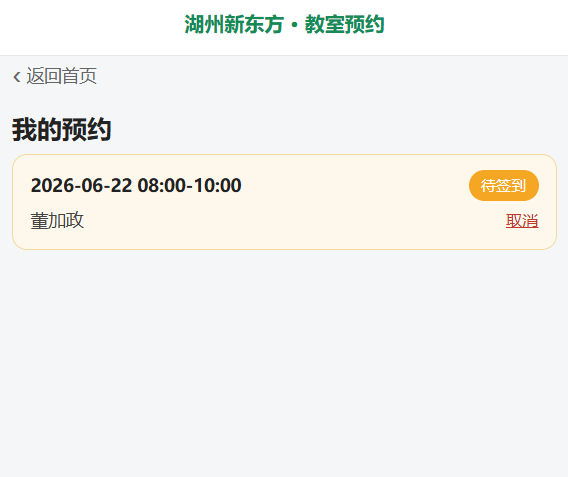 湖州新东方·教室预约
‹ 返回首页
我的预约
2026-06-22 08:00-10:00 待签到
董加政 取消